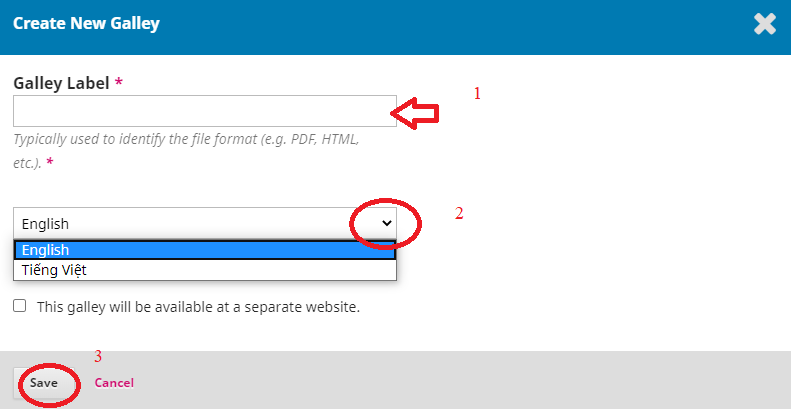 Create New Galley
Galley Label *
1
Typically used to identify the file format (e.g. PDF, HTML,
etc.). *
English
2
English
Tiếng Việt
This galley will be available at a separate website.
3
Save
Cancel